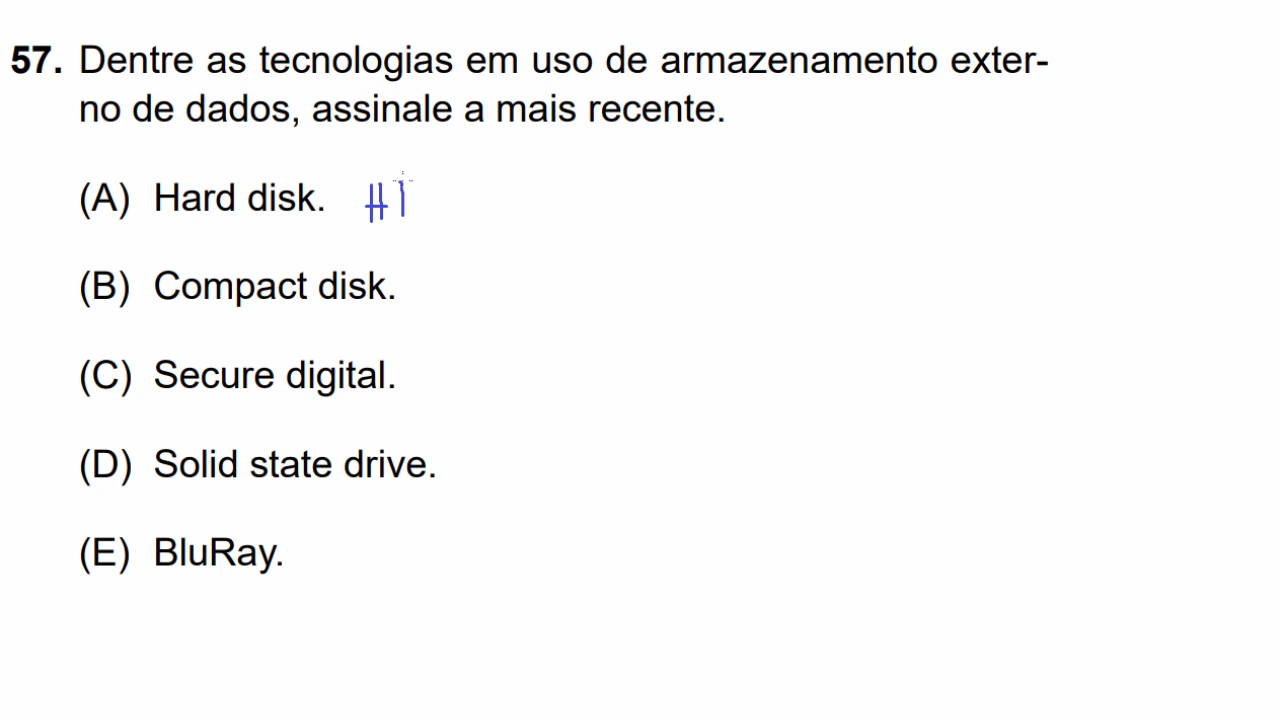 57. Dentre as tecnologias em uso de armazenamento exter-
no de dados, assinale a mais recente.
(A) Hard disk. H
(B) Compact disk.
(C) Secure digital.
(D) Solid state drive.
(E) BluRay.